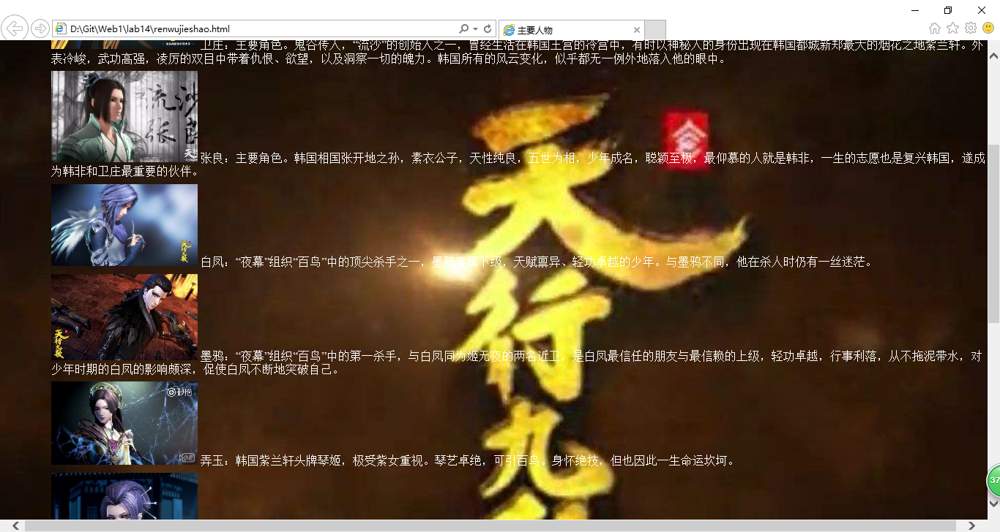 D:\Git\Web1\lab14\renwujieshao.html
主要人物
卫庄：主要角色。鬼谷传人，“流沙”的创始人之一，曾经生活在韩国王宫的冷宫中，有时以神秘人的身份出现在韩国都城新郑最大的烟花之地紫兰轩。外
表冷峻，武功高强，凌厉的双目中带着仇恨、欲望，以及洞察一切的魄力。韩国所有的风云变化，似乎都无一例外地落入他的眼中。
流沙
张良
张良：主要角色。韩国相国张开地之孙，素衣公子，天性纯良，五世为相，少年成名，聪颖至极，最仰慕的人就是韩非，一生的志愿也是复兴韩国，遂成
为韩非和卫庄最重要的伙伴。
白凤：“夜幕”组织“百鸟”中的顶尖杀手之一，墨鸦直属下级，天赋禀异、轻功卓越的少年。与墨鸦不同，他在杀人时仍有一丝迷茫。
天行九歌
墨鸦：“夜幕”组织“百鸟”中的第一杀手，与白凤同为姬无夜的两名近卫，是白凤最信任的朋友与最信赖的上级，轻功卓越，行事利落，从不拖泥带水，对
少年时期的白凤的影响颇深，促使白凤不断地突破自己。
秒拍
弄玉：韩国紫兰轩头牌琴姬，极受紫女重视。琴艺卓绝，可引百鸟。身怀绝技，但也因此一生命运坎坷。
天行九
37